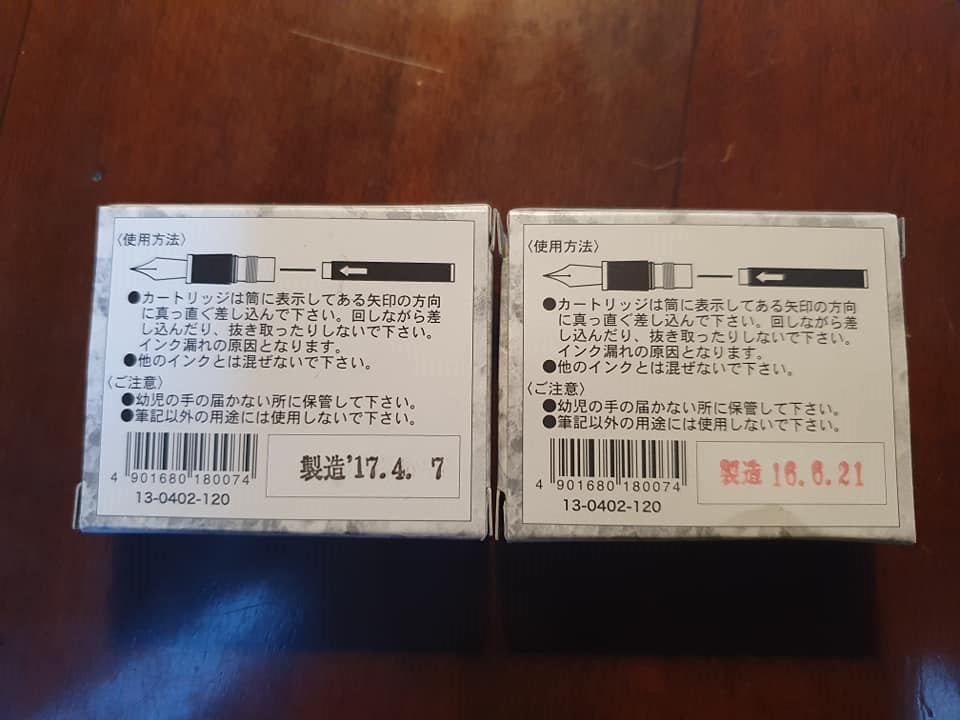 〈使用方法〉
●カートリッジは筒に表示してある矢印の方向
に真っ直ぐ差し込んで下さい。回しながら差
し込んだり、抜き取ったりしないで下さい。
インク漏れの原因となります。
●他のインクとは混ぜないで下さい。
〈ご注意〉
●幼児の手の届かない所に保管して下さい。
●筆記以外の用途には使用しないで下さい。
4 901680 180074
13-0402-120
製造'17.4. 7
〈使用方法〉
●カートリッジは筒に表示してある矢印の方向
に真っ直ぐ差し込んで下さい。回しながら差
し込んだり、抜き取ったりしないで下さい。
インク漏れの原因となります。
●他のインクとは混ぜないで下さい。
〈ご注意〉
●幼児の手の届かない所に保管して下さい。
●筆記以外の用途には使用しないで下さい。
4 901680 180074
13-0402-120
製造 16.6.21